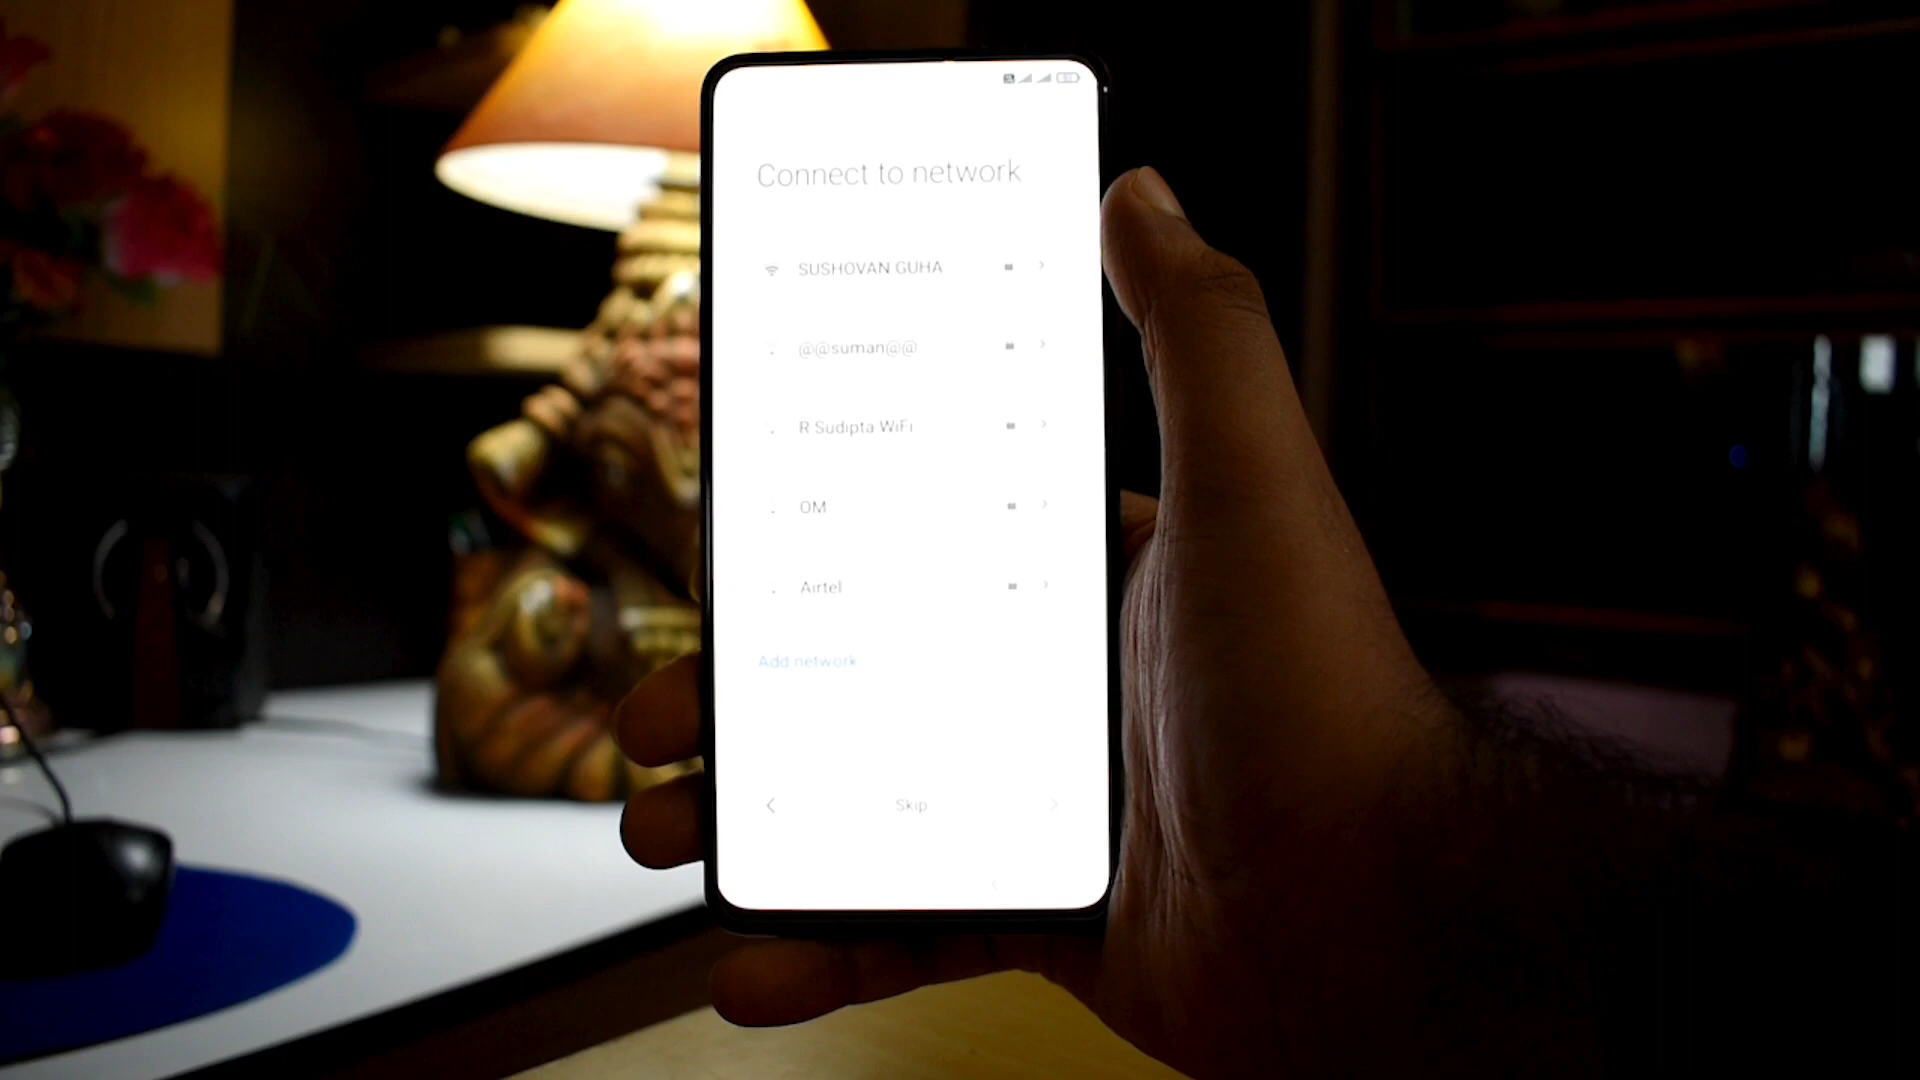 Connect to network
SUSHOVAN GUHA
@@suman@@
R Sudipta WiFi
OM
Airtel
Add network
Skip